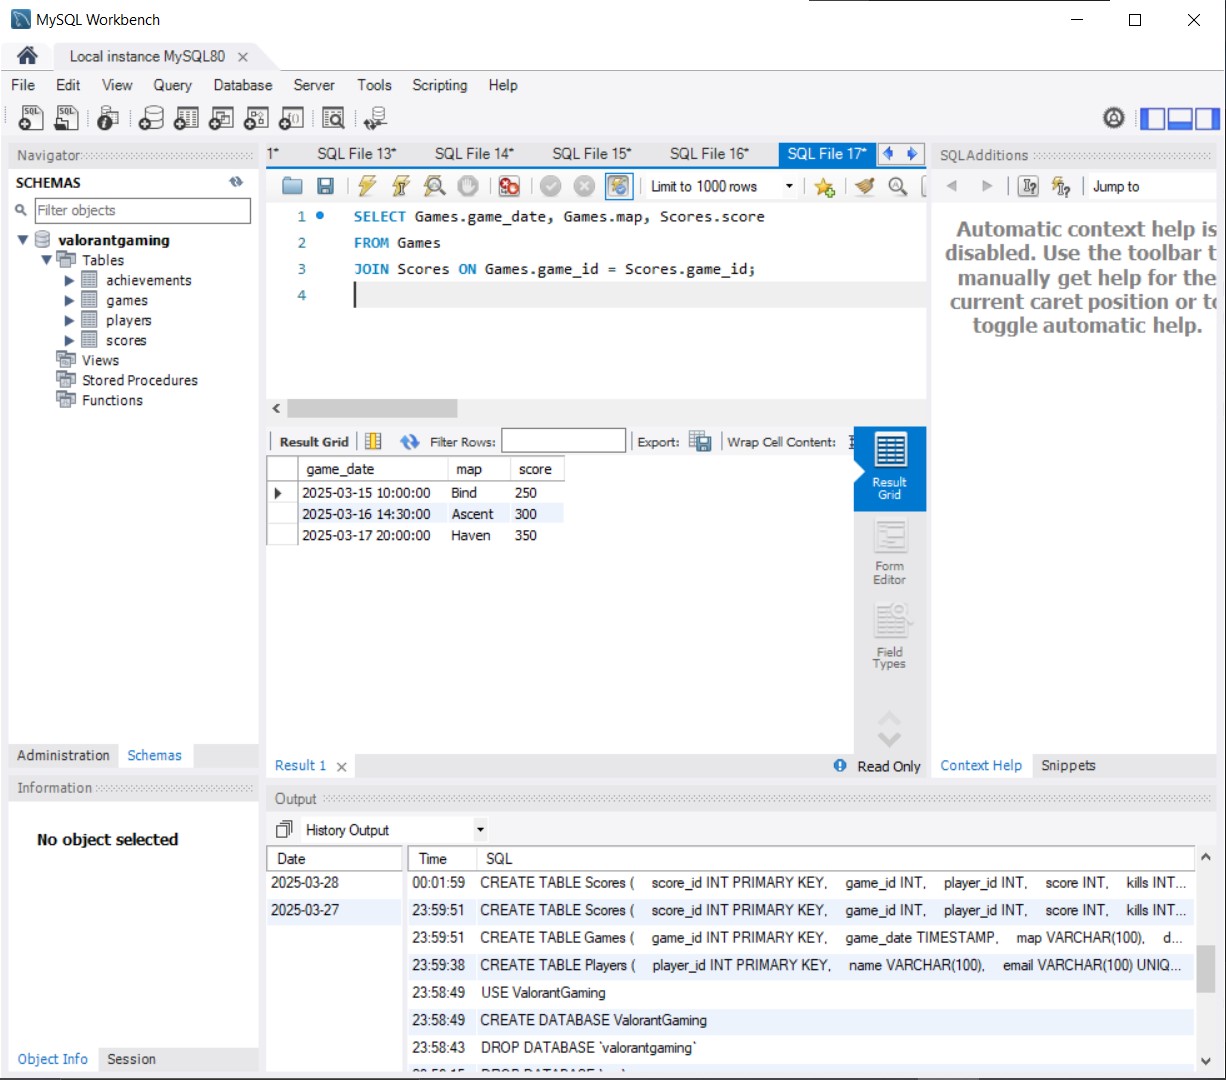 MySQL Workbench
Local instance MySQL80
File Edit View Query Database Server Tools Scripting Help
Navigator
SCHEMAS
Filter objects
valorantgaming
Tables
achievements
games
players
scores
Views
Stored Procedures
Functions
Administration Schemas
Information
No object selected
Object Info Session
1* SQL File 13* SQL File 14* SQL File 15* SQL File 16* SQL File 17*
Limit to 1000 rows
1 SELECT Games.game_date, Games.map, Scores.score
2 FROM Games
3 JOIN Scores ON Games.game_id = Scores.game_id;
4
Result Grid Filter Rows: Export: Wrap Cell Content:
game_date map score
2025-03-15 10:00:00 Bind 250
2025-03-16 14:30:00 Ascent 300
2025-03-17 20:00:00 Haven 350
Result
Grid
Form
Editor
Field
Types
Result 1 Read Only
SQLAdditions
Jump to
Automatic context help is
disabled. Use the toolbar t
manually get help for the
current caret position or to
toggle automatic help.
Context Help Snippets
Output
History Output
Date Time SQL
2025-03-28 00:01:59 CREATE TABLE Scores ( score_id INT PRIMARY KEY, game_id INT, player_id INT, score INT, kills INT...
2025-03-27 23:59:51 CREATE TABLE Scores ( score_id INT PRIMARY KEY, game_id INT, player_id INT, score INT, kills INT...
23:59:51 CREATE TABLE Games ( game_id INT PRIMARY KEY, game_date TIMESTAMP, map VARCHAR(100), d...
23:59:38 CREATE TABLE Players ( player_id INT PRIMARY KEY, name VARCHAR(100), email VARCHAR(100) UNIQ...
23:58:49 USE ValorantGaming
23:58:49 CREATE DATABASE ValorantGaming
23:58:43 DROP DATABASE `valorantgaming`